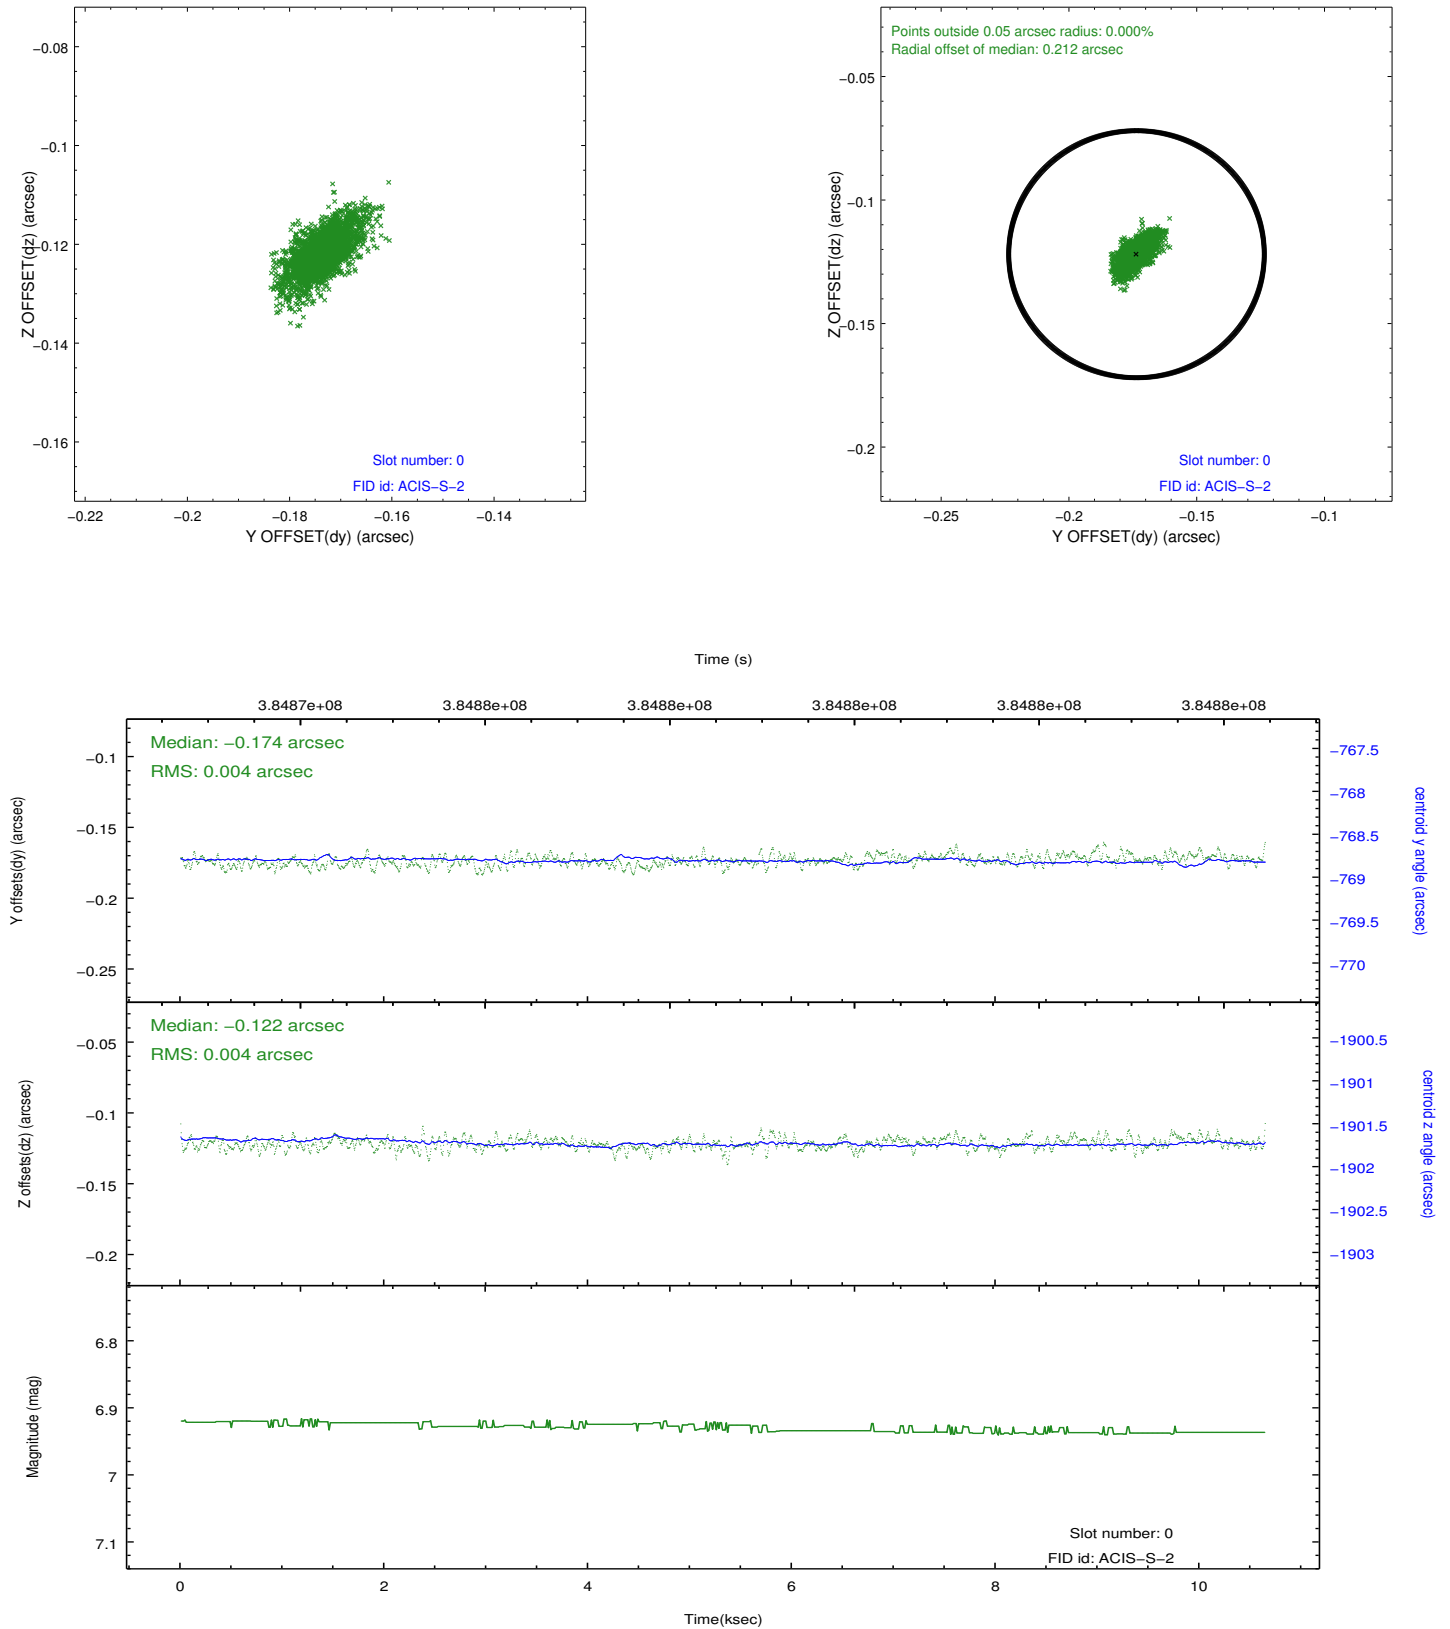 −0.08
−0.1
−0.12
−0.14
−0.16
Z OFFSET(dz) (arcsec)
Slot number: 0
FID id: ACIS−S−2
−0.22
−0.2
−0.18
−0.16
−0.14
Y OFFSET(dy) (arcsec)
Points outside 0.05 arcsec radius: 0.000%
Radial offset of median: 0.212 arcsec
−0.05
−0.1
−0.15
−0.2
Z OFFSET(dz) (arcsec)
Slot number: 0
FID id: ACIS−S−2
−0.25
−0.2
−0.15
−0.1
Y OFFSET(dy) (arcsec)
Time (s)
3.8487e+08
3.8488e+08
3.8488e+08
3.8488e+08
3.8488e+08
3.8488e+08
Median: −0.174 arcsec
RMS: 0.004 arcsec
−0.1
−0.15
−0.2
−0.25
Y offsets(dy) (arcsec)
−767.5
−768
−768.5
−769
−769.5
−770
centroid y angle (arcsec)
Median: −0.122 arcsec
RMS: 0.004 arcsec
−0.05
−0.1
−0.15
−0.2
Z offsets(dz) (arcsec)
−1900.5
−1901
−1901.5
−1902
−1902.5
−1903
centroid z angle (arcsec)
6.8
6.9
7
7.1
Magnitude (mag)
Slot number: 0
FID id: ACIS−S−2
0
2
4
6
8
10
Time(ksec)